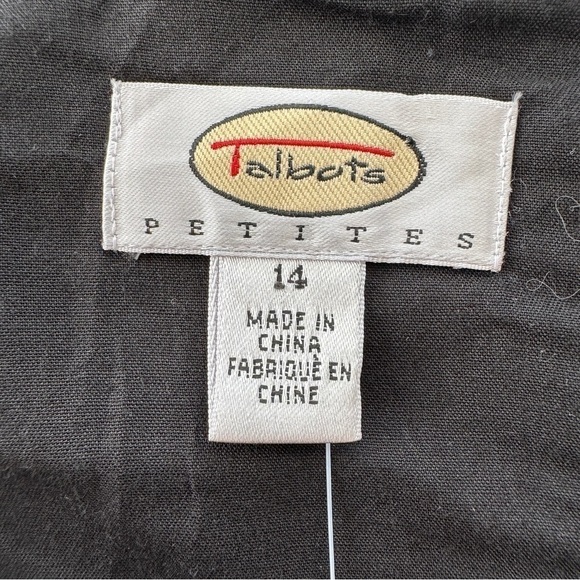 Talbots
PETITES
14
MADE IN
CHINA
FABRIQUÈ EN
CHINE